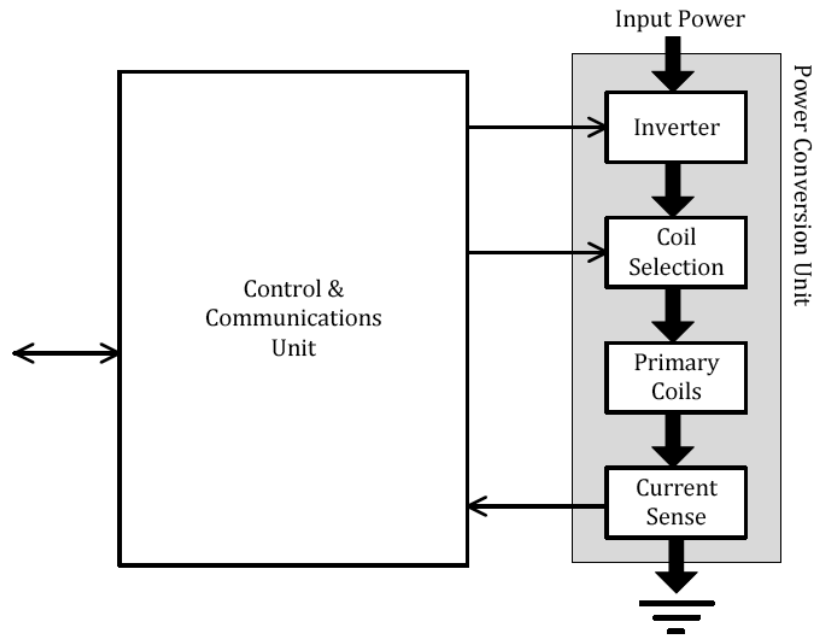 Input Power
Inverter
Coil
Selection
Control &
Communications
Unit
Primary
Coils
Current
Sense
Power Conversion Unit